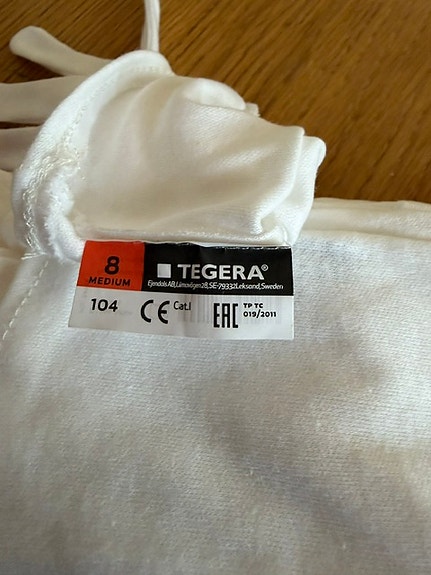 8
MEDIUM
TEGERA®
Ejendals AB, Limavägen 28, SE-79332 Leksand, Sweden
104
CE Cat.I
EAC
TP TC
019/2011